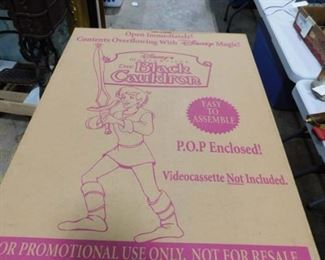 Open Immediately!
Contents Overflowing With Disney Magic!
Disney's
The Black
Cauldron
EASY TO
ASSEMBLE
P.O.P Enclosed!
Videocassette Not Included.
OR PROMOTIONAL USE ONLY. NOT FOR RESALE